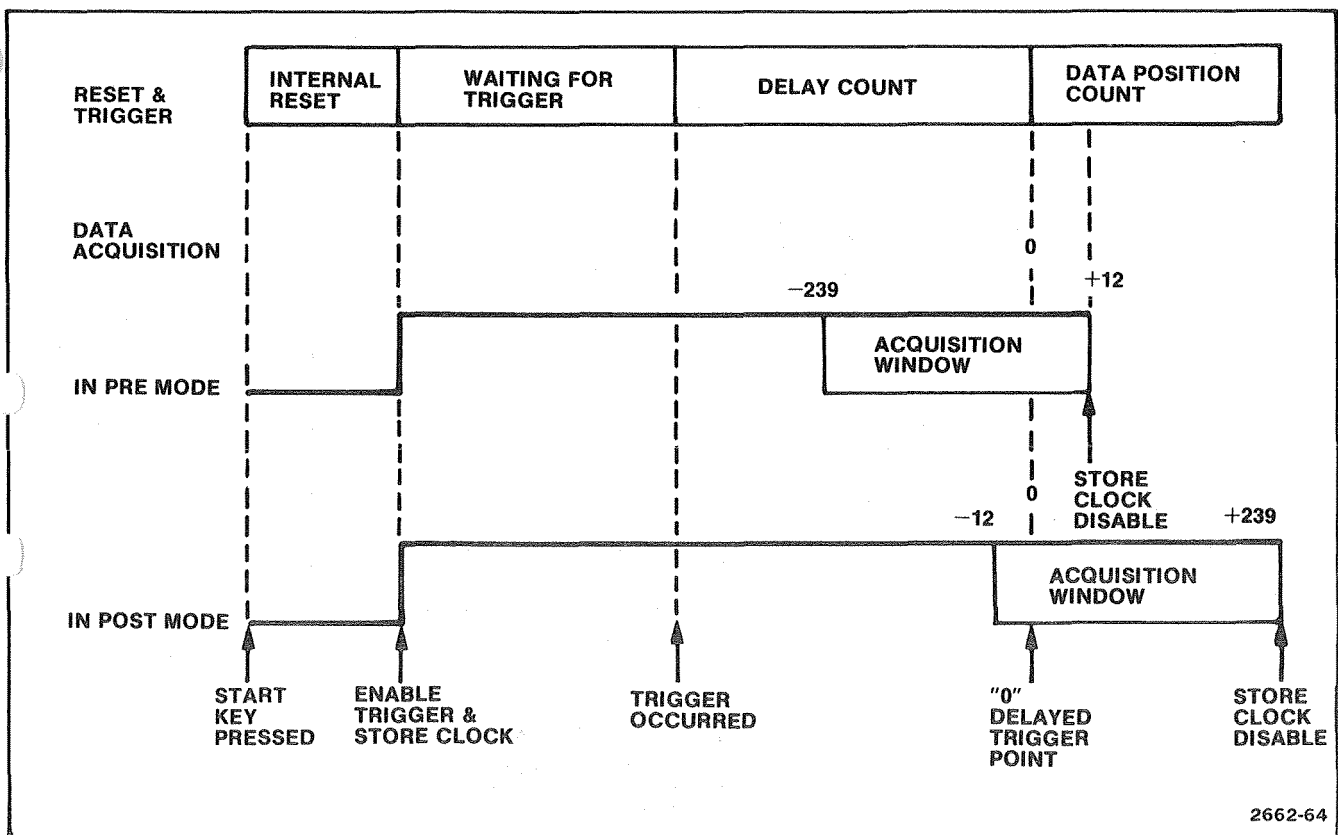 RESET &
TRIGGER
INTERNAL
RESET
WAITING FOR
TRIGGER
DELAY COUNT
DATA POSITION
COUNT
DATA
ACQUISITION
0
−239
+12
ACQUISITION
WINDOW
IN PRE MODE
STORE
CLOCK
DISABLE
0
−12
+239
ACQUISITION
WINDOW
IN POST MODE
START
KEY
PRESSED
ENABLE
TRIGGER &
STORE CLOCK
TRIGGER
OCCURRED
"0"
DELAYED
TRIGGER
POINT
STORE
CLOCK
DISABLE
2662-64